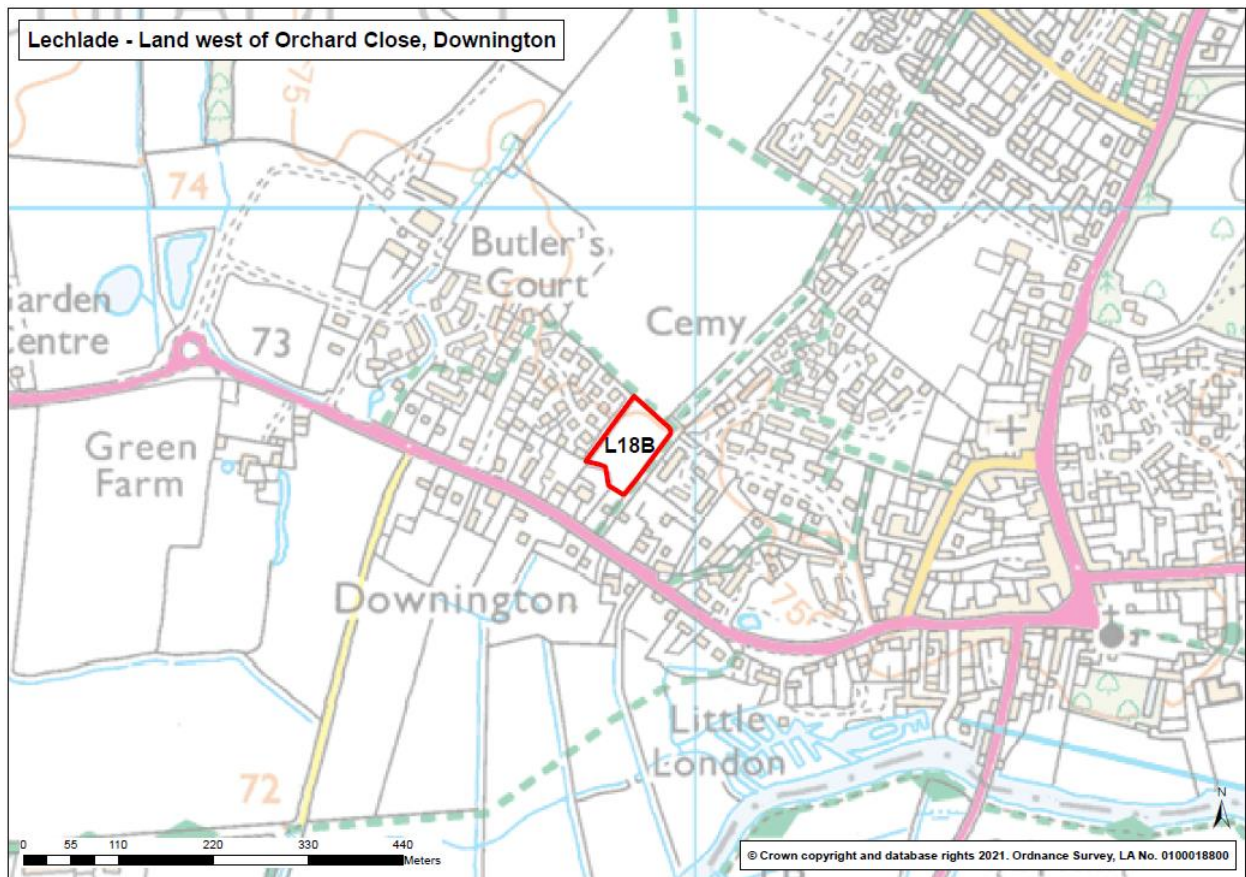 Lechlade - Land west of Orchard Close, Downington
75
74
Butler's
Court
arden
entre
73
Cemy
L18B
Green
Farm
Downington
75
Little
London
72
N
0 55 110 220 330 440
Meters
© Crown copyright and database rights 2021. Ordnance Survey, LA No. 0100018800